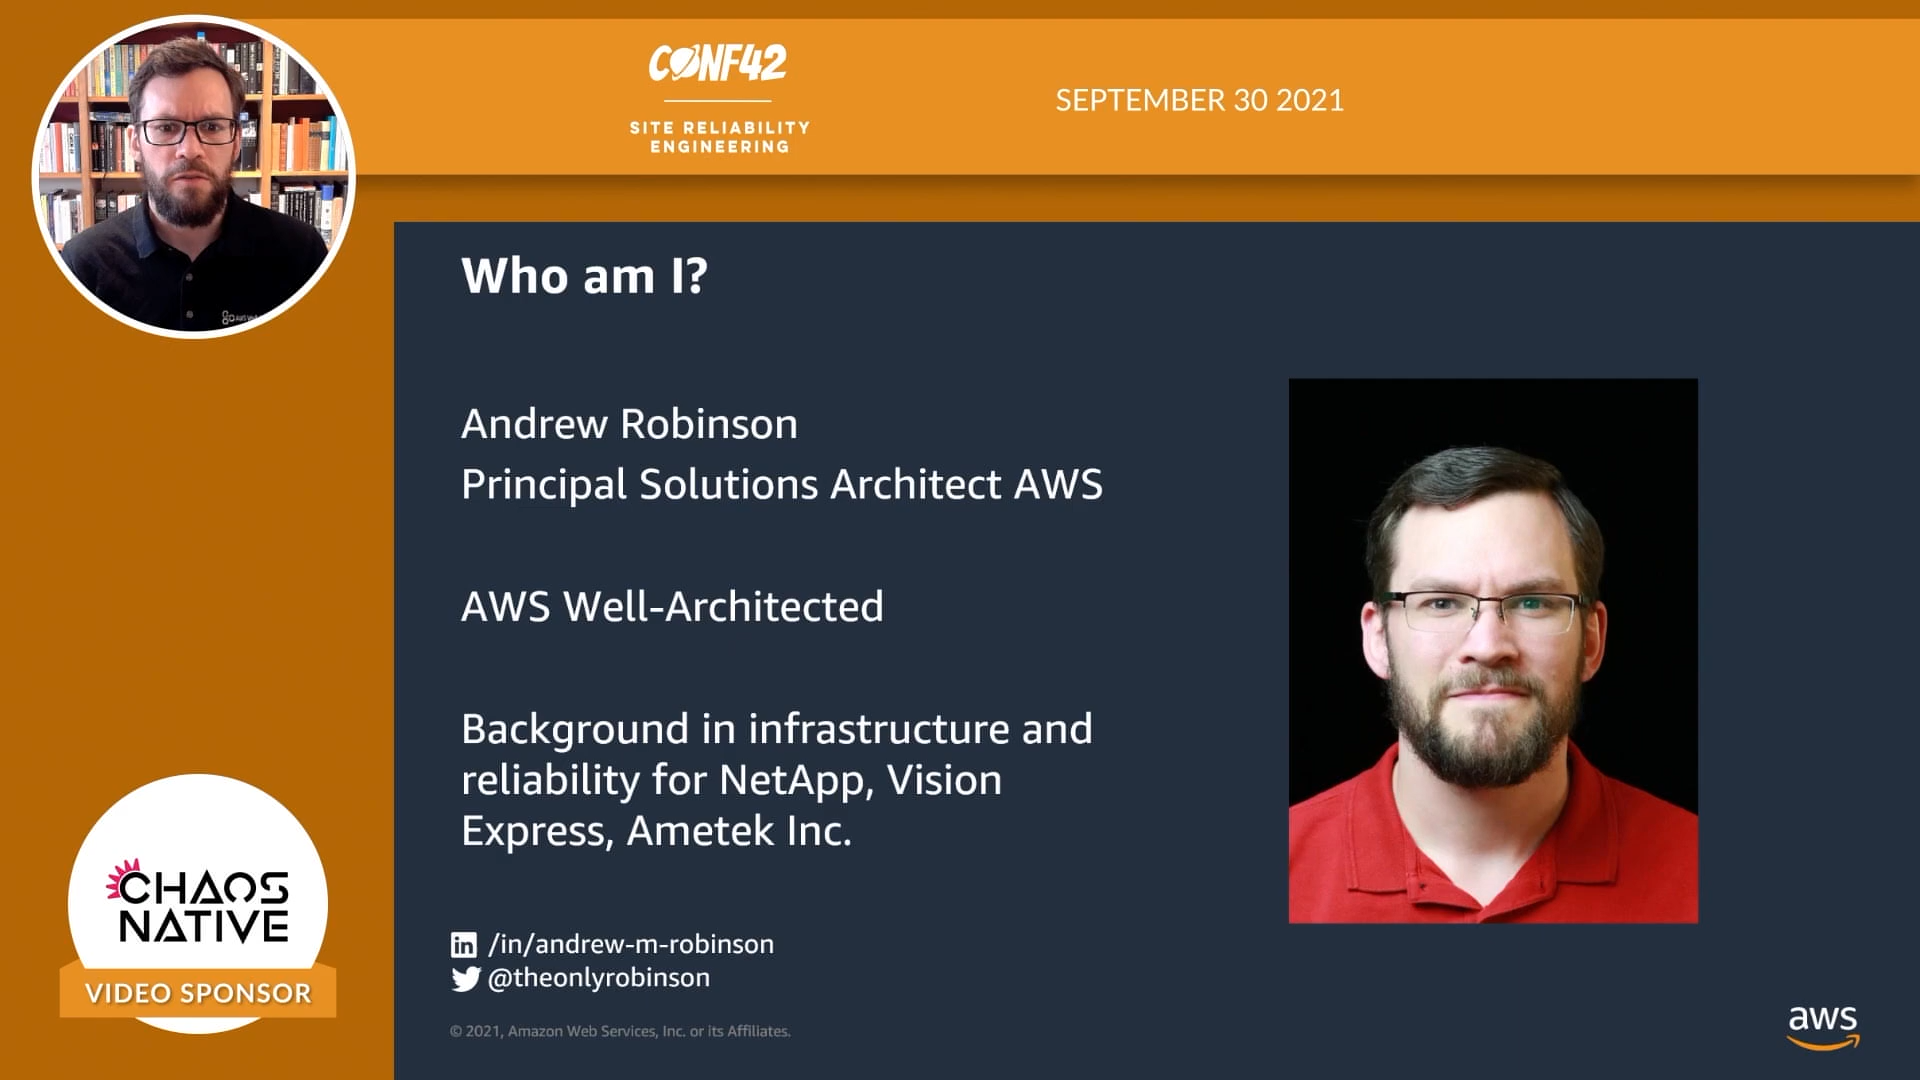 CONF42
SITE RELIABILITY
ENGINEERING
SEPTEMBER 30 2021
Who am I?
Andrew Robinson
Principal Solutions Architect AWS
AWS Well-Architected
Background in infrastructure and
reliability for NetApp, Vision
Express, Ametek Inc.
in /in/andrew-m-robinson
@theonlyrobinson
© 2021, Amazon Web Services, Inc. or its Affiliates.
aws
CHAOS
NATIVE
VIDEO SPONSOR